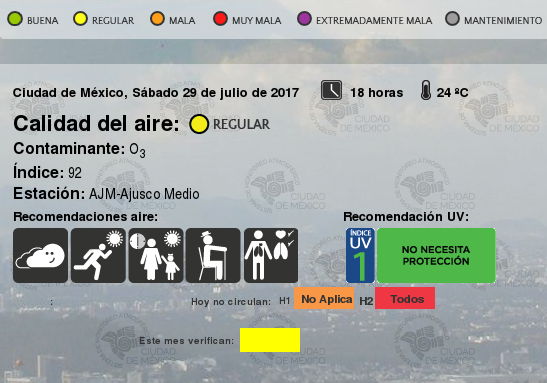 BUENA REGULAR MALA MUY MALA EXTREMADAMENTE MALA MANTENIMIENTO
Ciudad de México, Sábado 29 de julio de 2017 18 horas 24 ºC
Calidad del aire: REGULAR
Contaminante: O3
Índice: 92
Estación: AJM-Ajusco Medio
Recomendaciones aire: Recomendación UV:
ÍNDICE UV 1 NO NECESITA PROTECCIÓN
: Hoy no circulan: H1 No Aplica H2 Todos
Este mes verifican:
CIUDAD DE MÉXICO